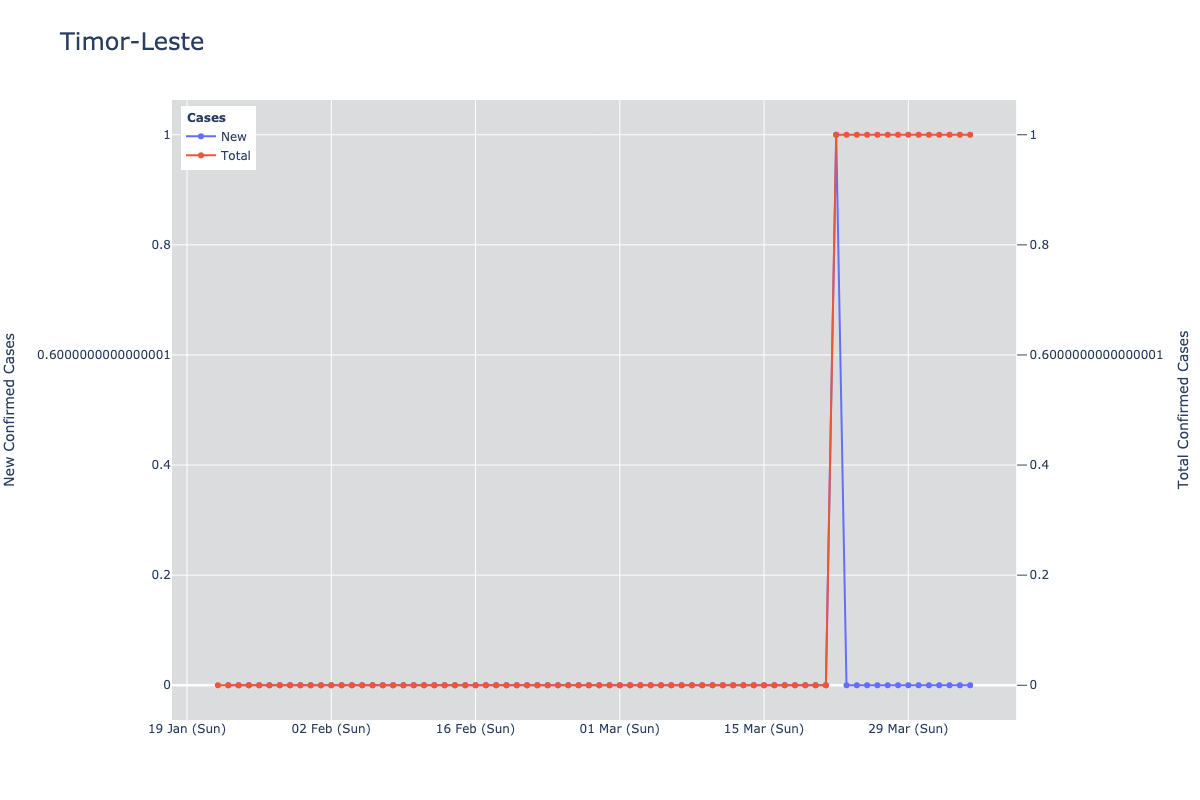 Timor-Leste
Cases
New
Total
1
0.8
0.6000000000000001
0.4
0.2
0
New Confirmed Cases
1
0.8
0.6000000000000001
0.4
0.2
0
Total Confirmed Cases
19 Jan (Sun) 02 Feb (Sun) 16 Feb (Sun) 01 Mar (Sun) 15 Mar (Sun) 29 Mar (Sun)